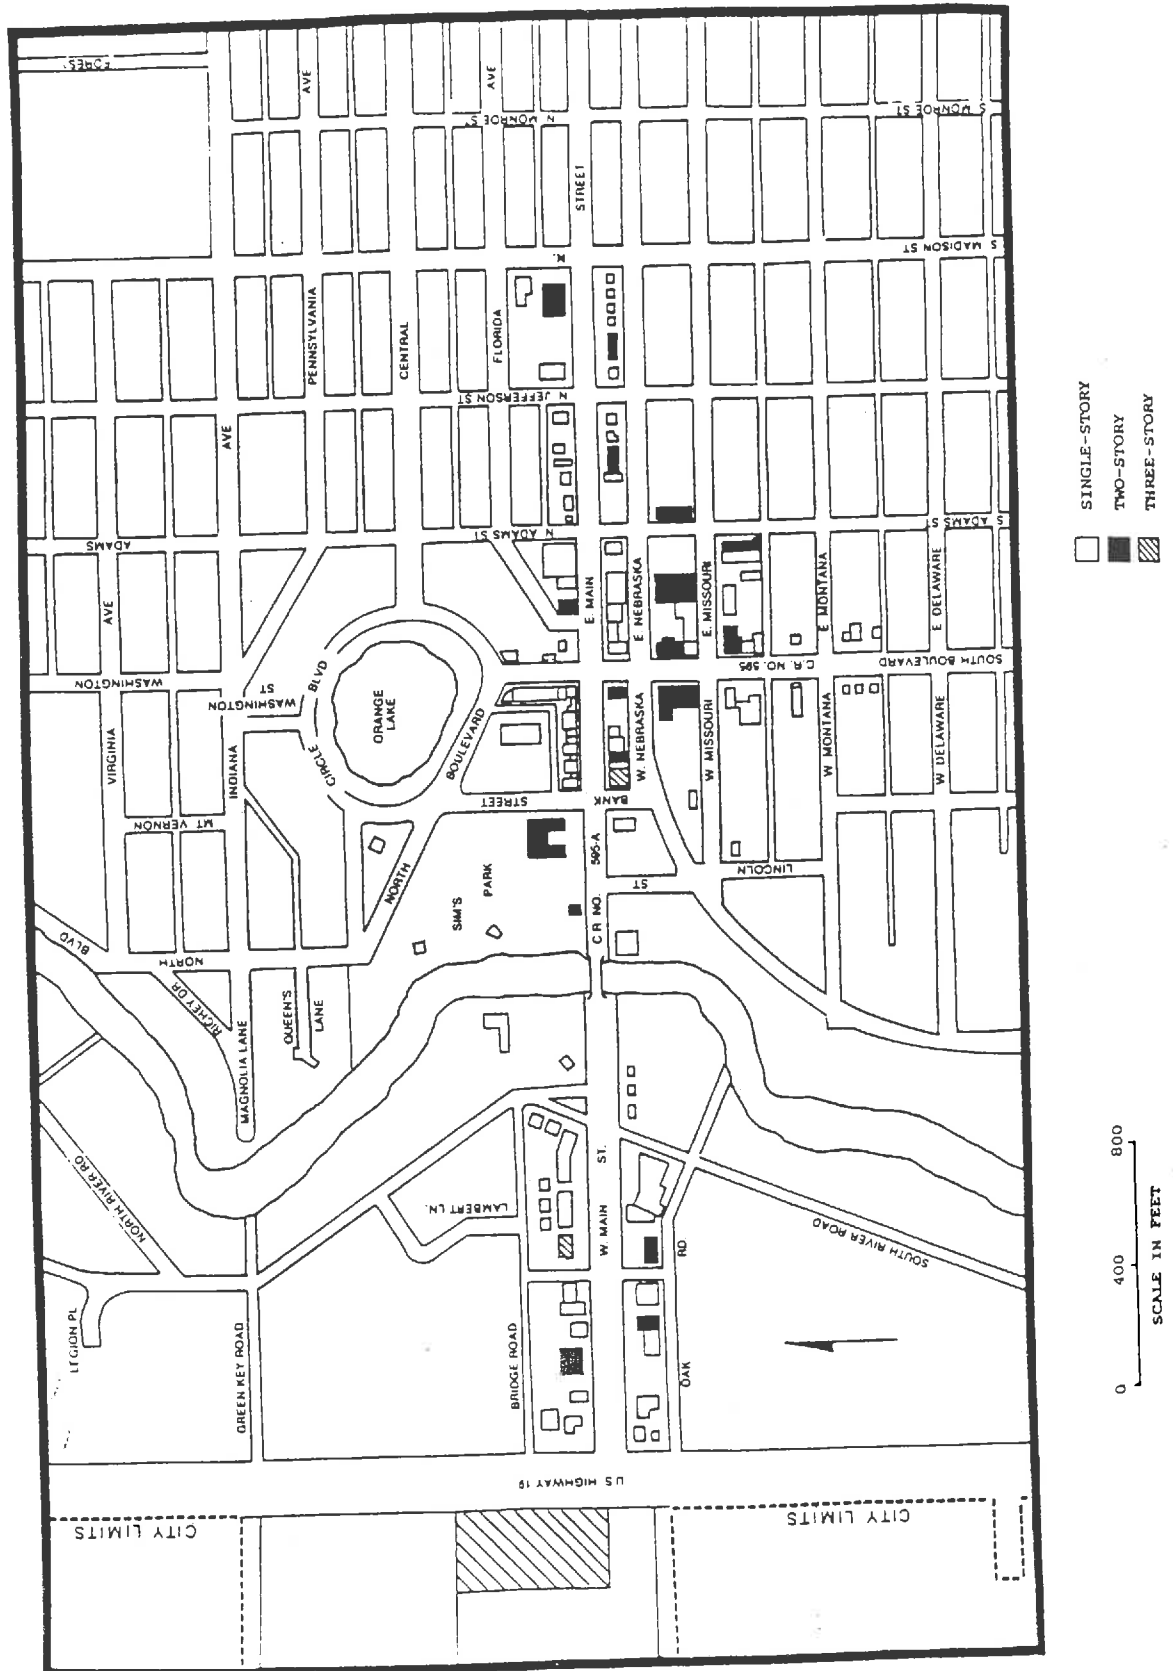 FORES
AVE
AVE
N MONROE S
S MONROE ST
STREET
S MADISON ST
PENNSYLVANIA
CENTRAL
FLORIDA
N JEFFERSON ST
AVE
ADAMS
N ADAMS ST
S ADAMS ST
AVE
E. MAIN
E NEBRASKA
E. MISSOURI
E MONTANA
E DELAWARE
WASHINGTON
WASHINGTON
ST
CIRCLE BLVD
ORANGE
LAKE
BOULEVARD
C.R. NO. 595
SOUTH BOULEVARD
VIRGINIA
INDIANA
MT VERNON
STREET
BANK
W. NEBRASKA
W MISSOURI
W MONTANA
W DELAWARE
NORTH
SIM'S
PARK
C R NO. 595-A
ST
LINCOLN
BLVD
NORTH
RICHEY DR
QUEEN'S
LANE
MAGNOLIA LANE
NORTH RIVER RD
LAMBERT LN.
W. MAIN ST.
SOUTH RIVER ROAD
LEGION PL
GREEN KEY ROAD
BRIDGE ROAD
OAK RD
U.S HIGHWAY 19
CITY LIMITS
CITY LIMITS
SINGLE-STORY
TWO-STORY
THREE-STORY
0 400 800
SCALE IN FEET